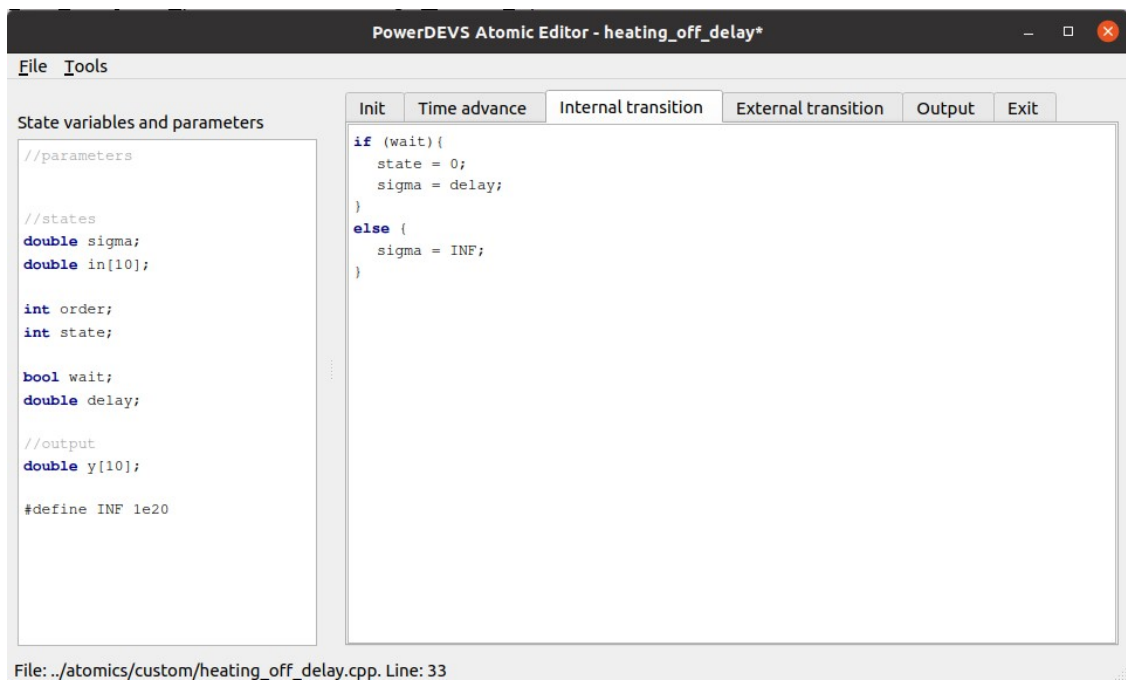 PowerDEVS Atomic Editor - heating_off_delay*
File Tools
State variables and parameters
//parameters
//states
double sigma;
double in[10];
int order;
int state;
bool wait;
double delay;
//output
double y[10];
#define INF 1e20
Init Time advance Internal transition External transition Output Exit
if (wait){
state = 0;
sigma = delay;
}
else {
sigma = INF;
}
File: ../atomics/custom/heating_off_delay.cpp. Line: 33